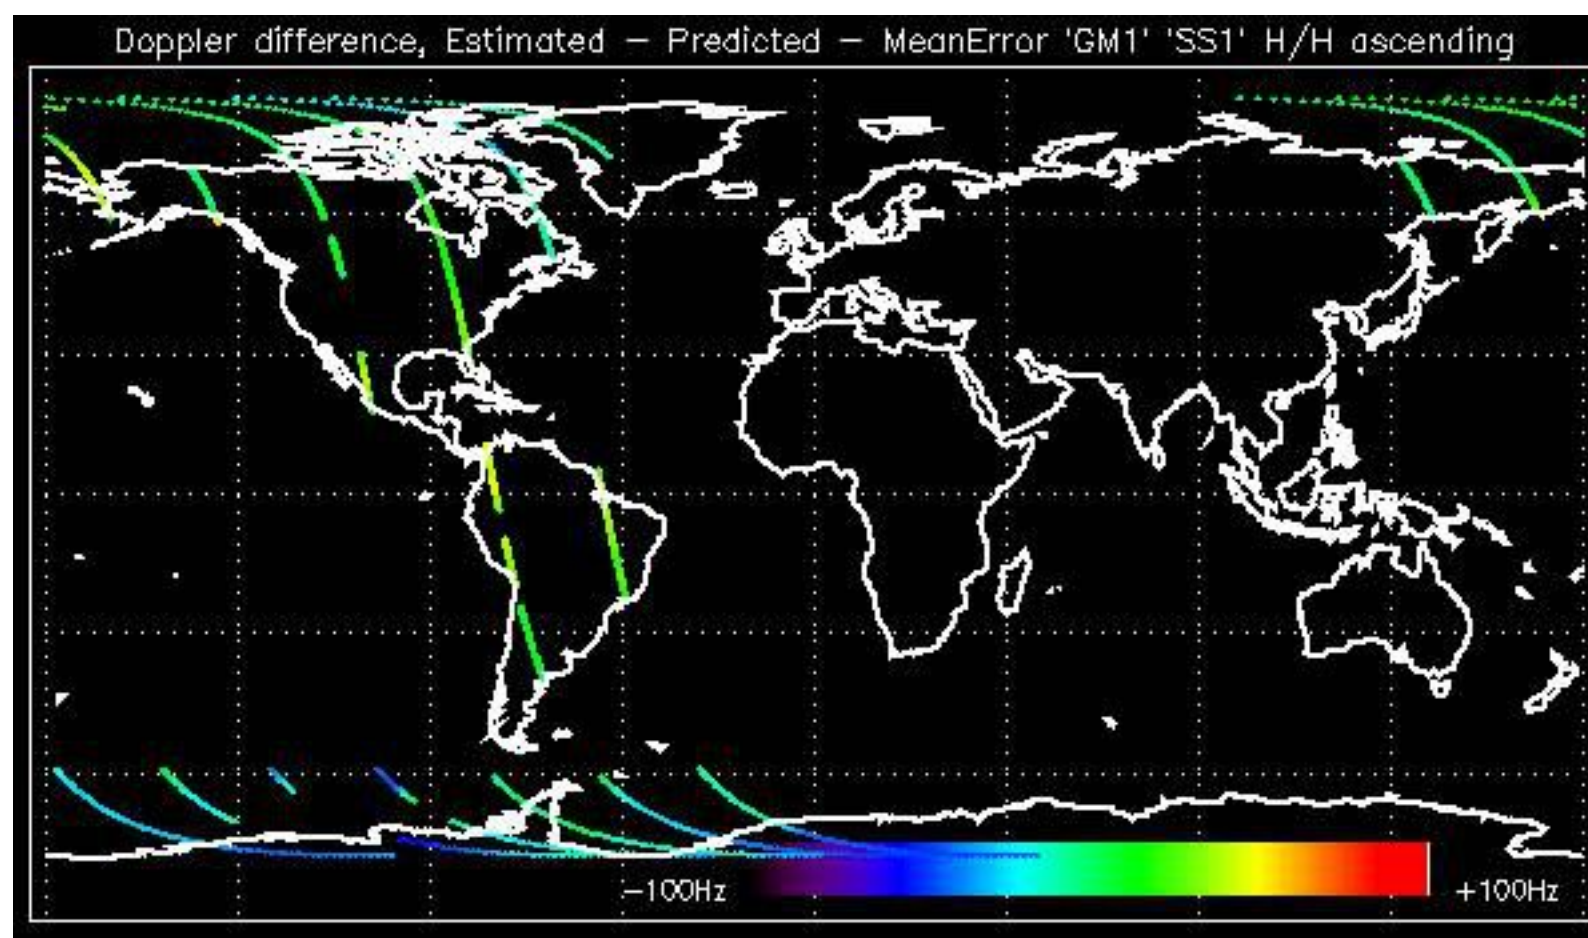 Doppler difference, Estimated — Predicted — MeanError 'GM1' 'SS1' H/H ascending
−100Hz
+100Hz